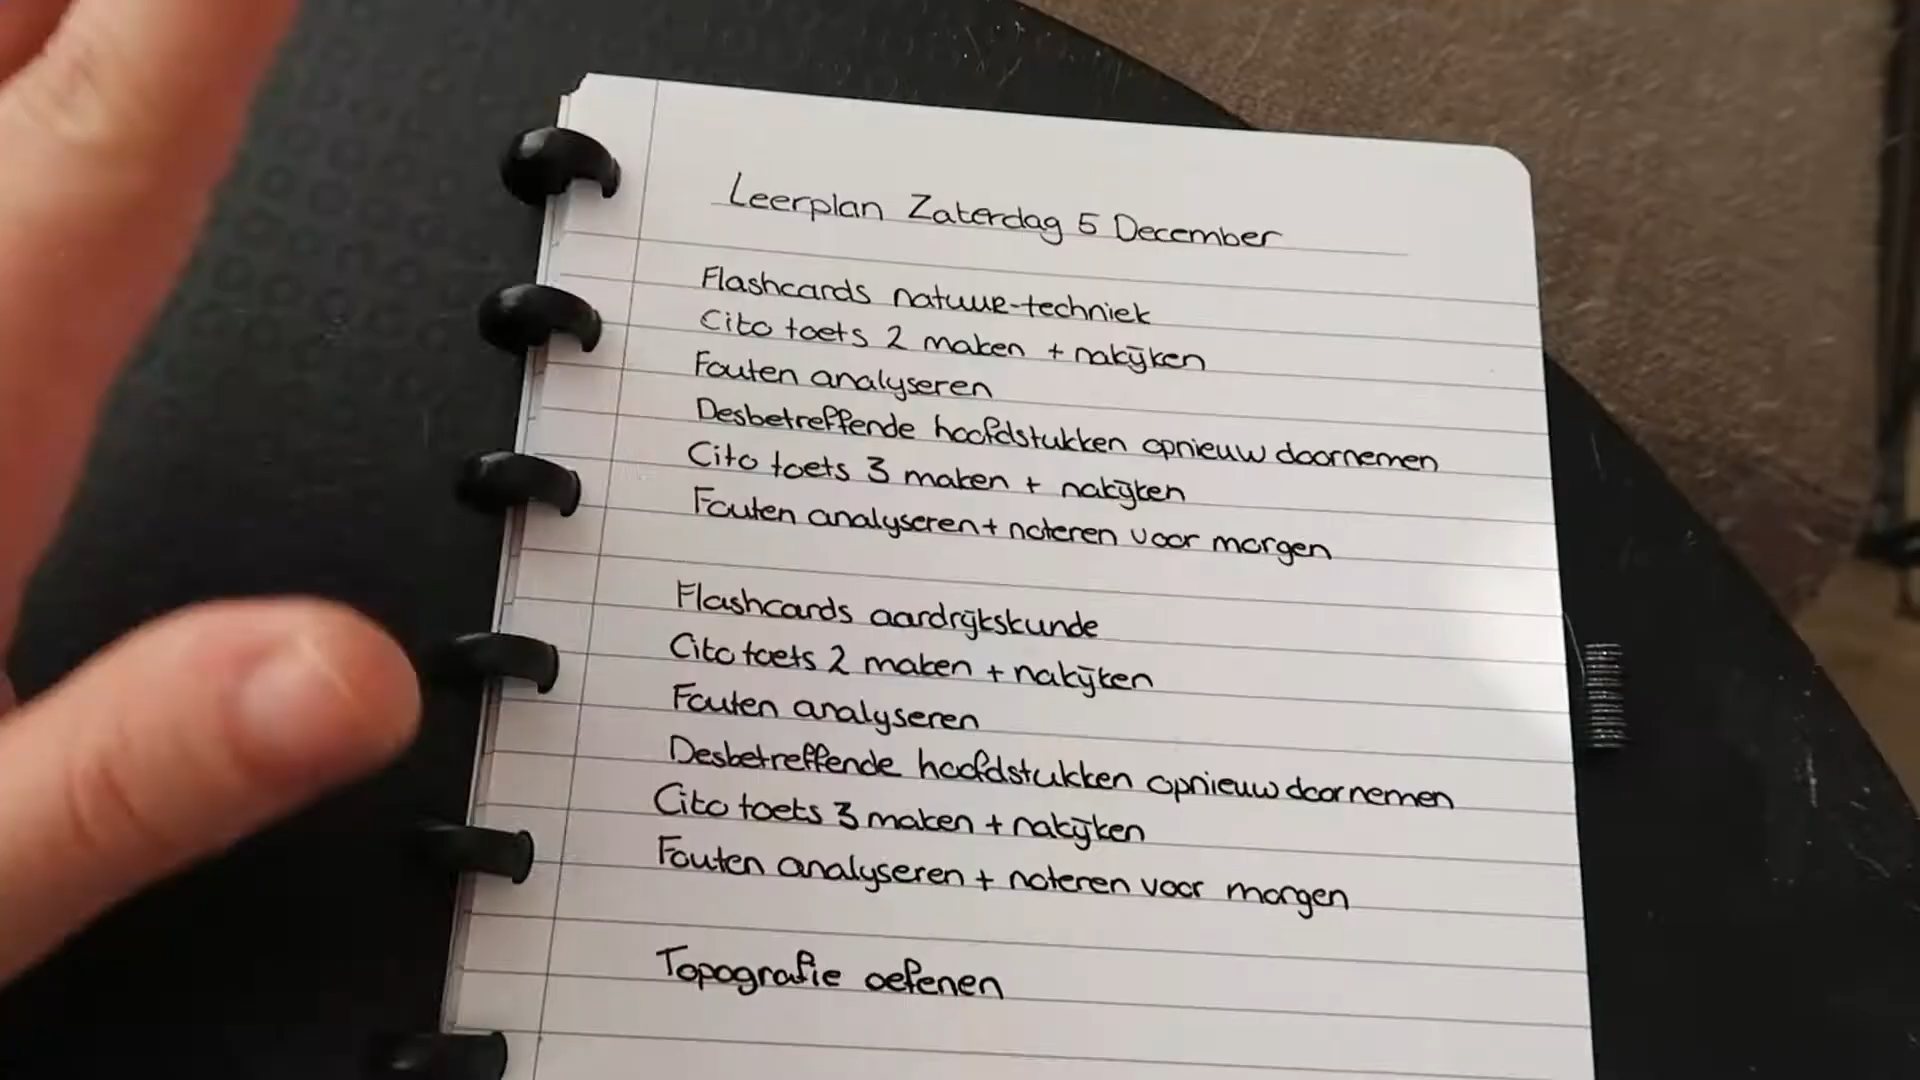 Leerplan Zaterdag 5 December
Flashcards natuur-techniek
Cito toets 2 maken + nakijken
Fouten analyseren
Desbetreffende hoofdstukken opnieuw doornemen
Cito toets 3 maken + nakijken
Fouten analyseren + noteren voor morgen
Flashcards aardrijkskunde
Cito toets 2 maken + nakijken
Fouten analyseren
Desbetreffende hoofdstukken opnieuw doornemen
Cito toets 3 maken + nakijken
Fouten analyseren + noteren voor morgen
Topografie oefenen